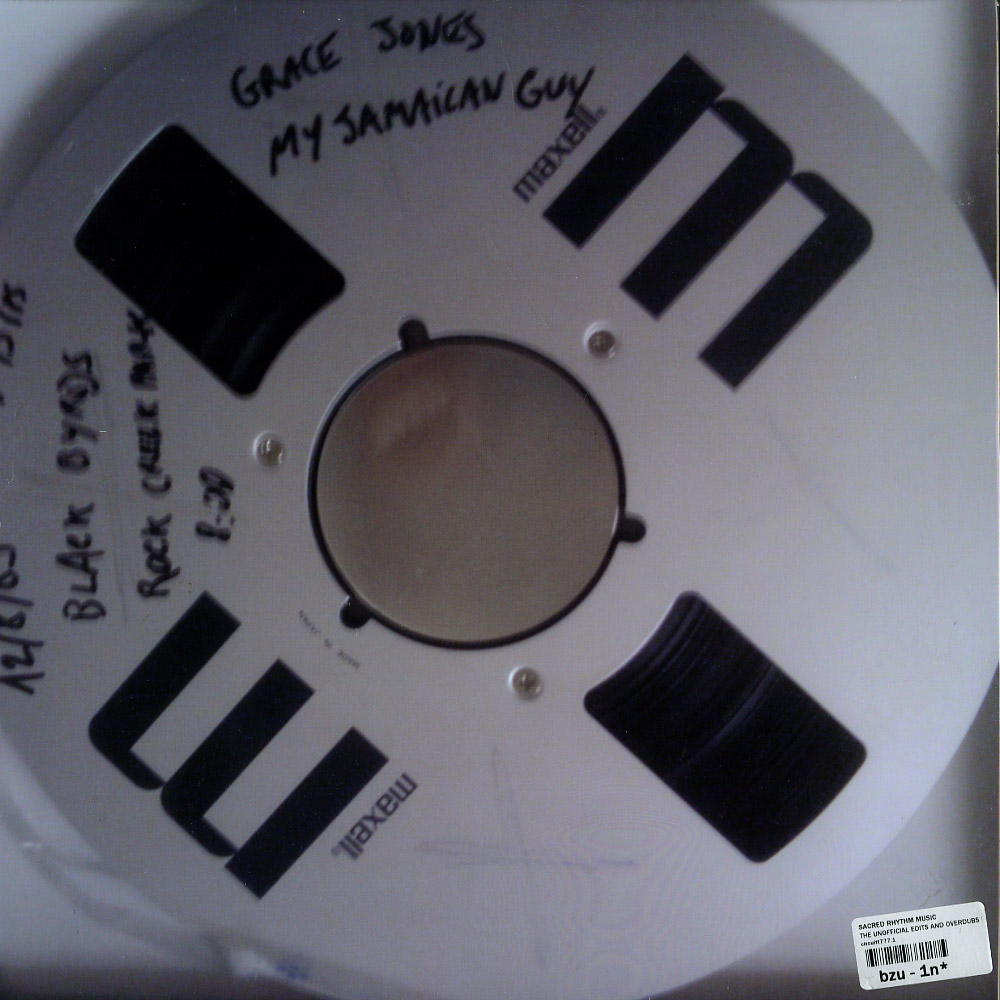 GRACE JONES
MY JAMAICAN GUY
maxell®
BLACK BYRDS
ROCK CREEK PARK
8:00
maxell®
SACRED RHYTHM MUSIC
THE UNOFFICIAL EDITS AND OVERDUBS
bzu - 1n*